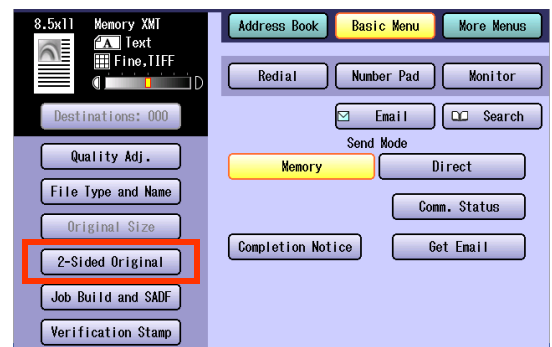 8.5x11 Memory XMT
A Text
Fine,TIFF
D
Destinations: 000
Quality Adj.
File Type and Name
Original Size
2-Sided Original
Job Build and SADF
Verification Stamp
Address Book Basic Menu More Menus
Redial Number Pad Monitor
Email Search
Send Mode
Memory Direct
Comm. Status
Completion Notice Get Email